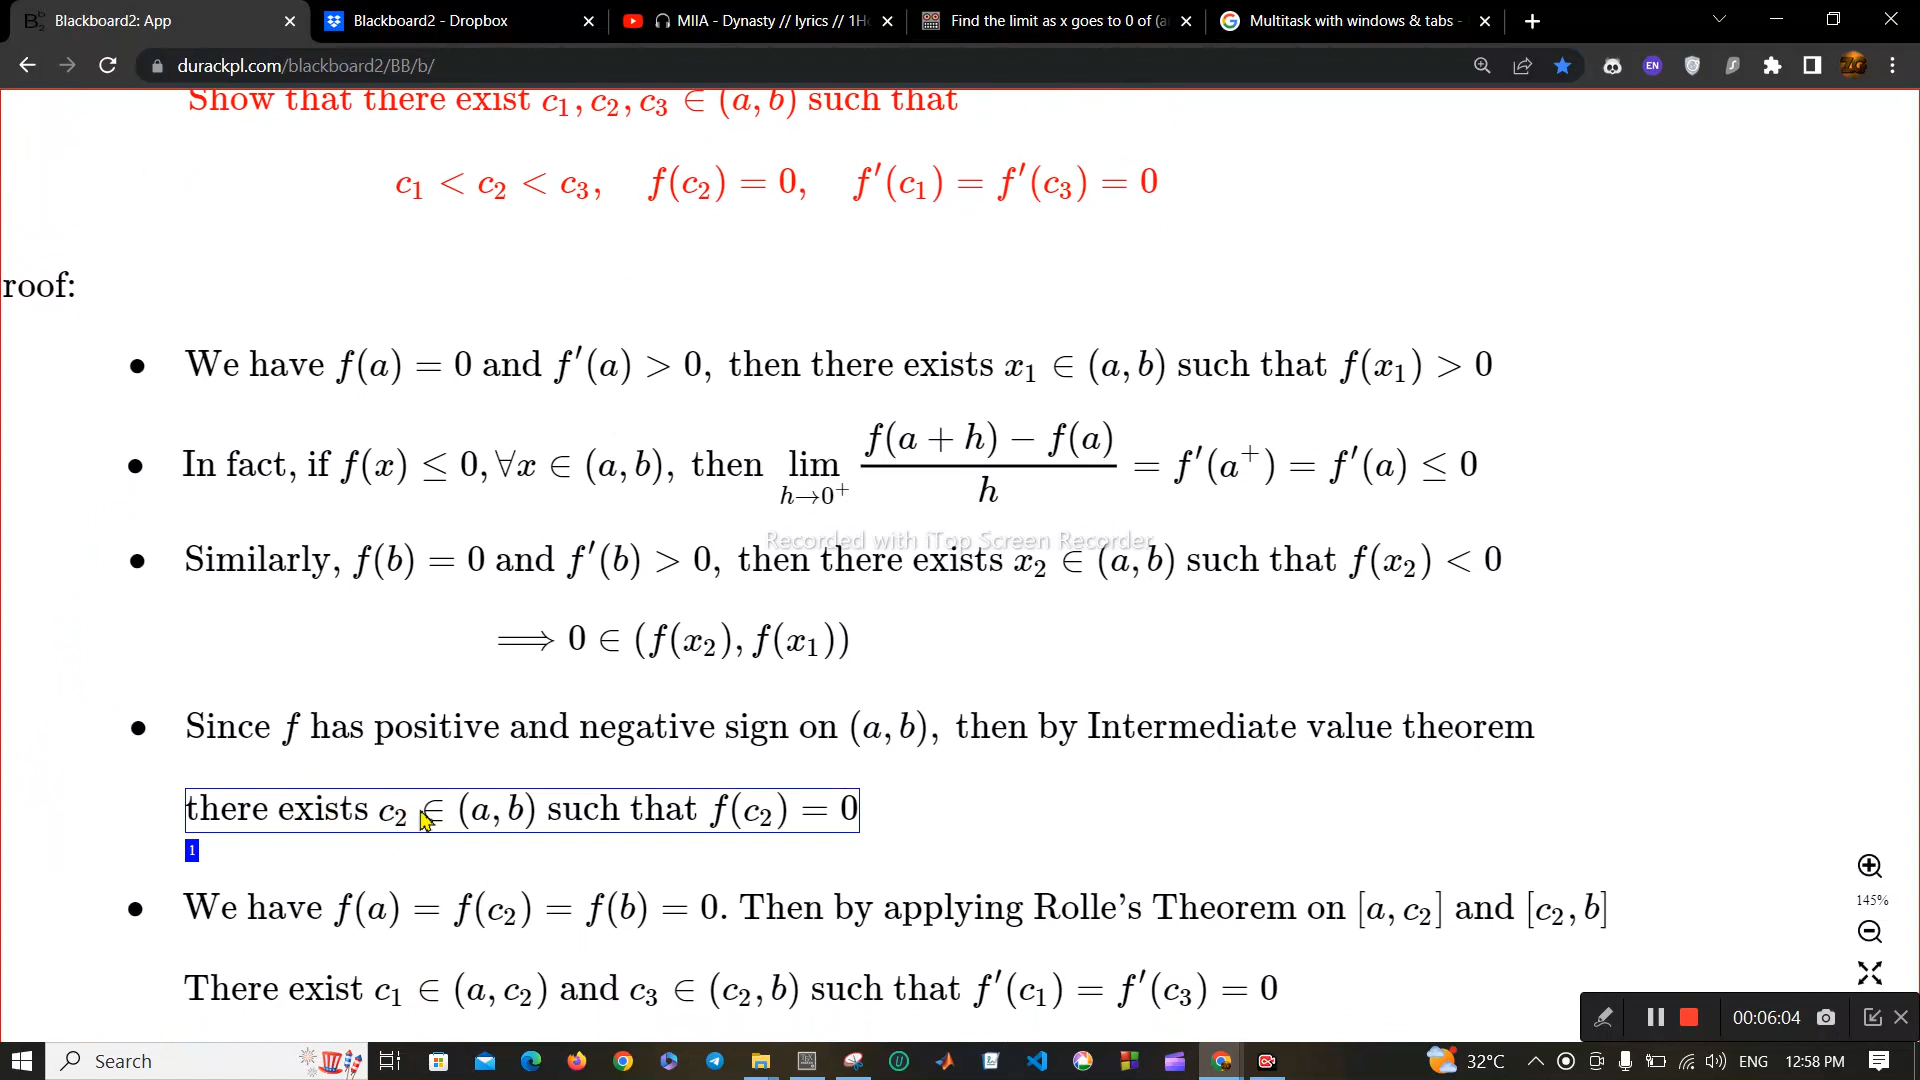 Blackboard2: App
Blackboard2 - Dropbox
MIIA - Dynasty // lyrics // 1H
Find the limit as x goes to 0 of (a
Multitask with windows & tabs -
durackpl.com/blackboard2/BB/b/
EN
Show that there exist c₁, c₂, c₃ ∈ (a, b) such that
c₁ < c₂ < c₃, f(c₂) = 0, f′(c₁) = f′(c₃) = 0
roof:
• We have f(a) = 0 and f′(a) > 0, then there exists x₁ ∈ (a, b) such that f(x₁) > 0
• In fact, if f(x) ≤ 0, ∀x ∈ (a, b), then lim_{h→0⁺} (f(a + h) − f(a))/h = f′(a⁺) = f′(a) ≤ 0
Recorded with iTop Screen Recorder
• Similarly, f(b) = 0 and f′(b) > 0, then there exists x₂ ∈ (a, b) such that f(x₂) < 0
⟹ 0 ∈ (f(x₂), f(x₁))
• Since f has positive and negative sign on (a, b), then by Intermediate value theorem
there exists c₂ ∈ (a, b) such that f(c₂) = 0
1
• We have f(a) = f(c₂) = f(b) = 0. Then by applying Rolle's Theorem on [a, c₂] and [c₂, b]
There exist c₁ ∈ (a, c₂) and c₃ ∈ (c₂, b) such that f′(c₁) = f′(c₃) = 0
145%
00:06:04
Search
32°C
ENG
12:58 PM